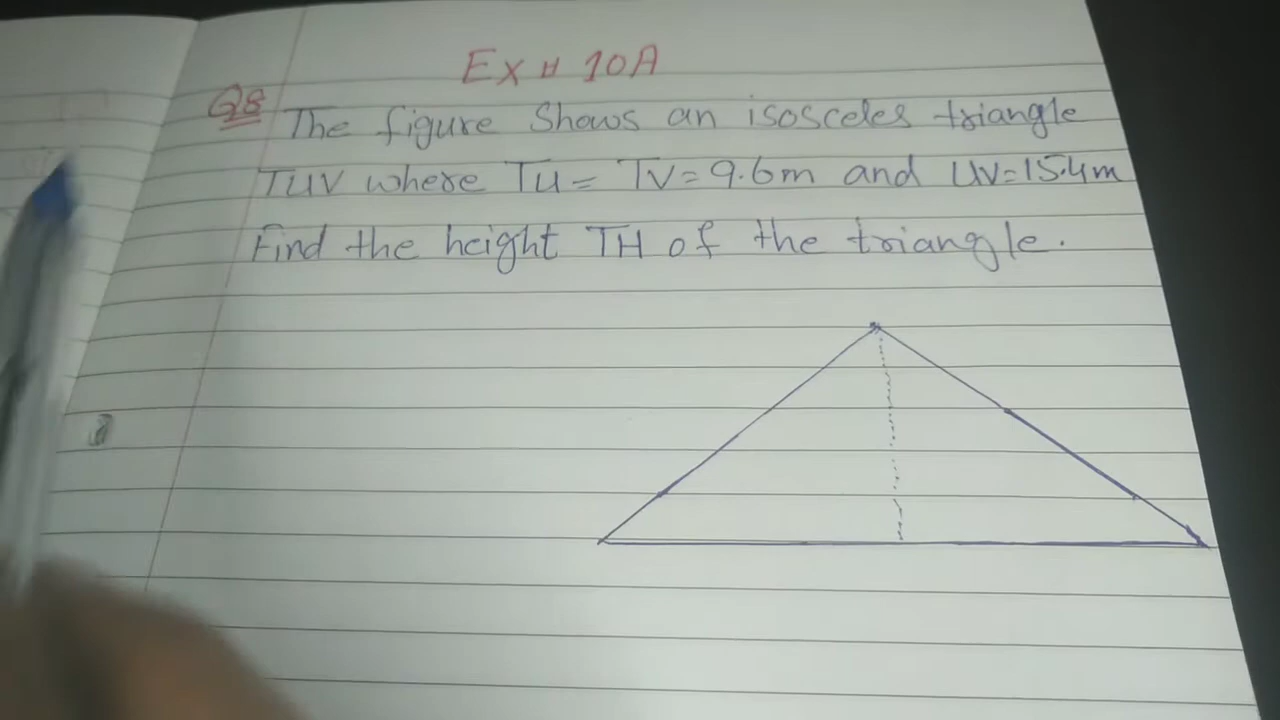 Ex # 10A
Q8 The figure Shows an isosceles triangle
TUV where TU= TV=9.6m and UV=15.4m
Find the height TH of the triangle.